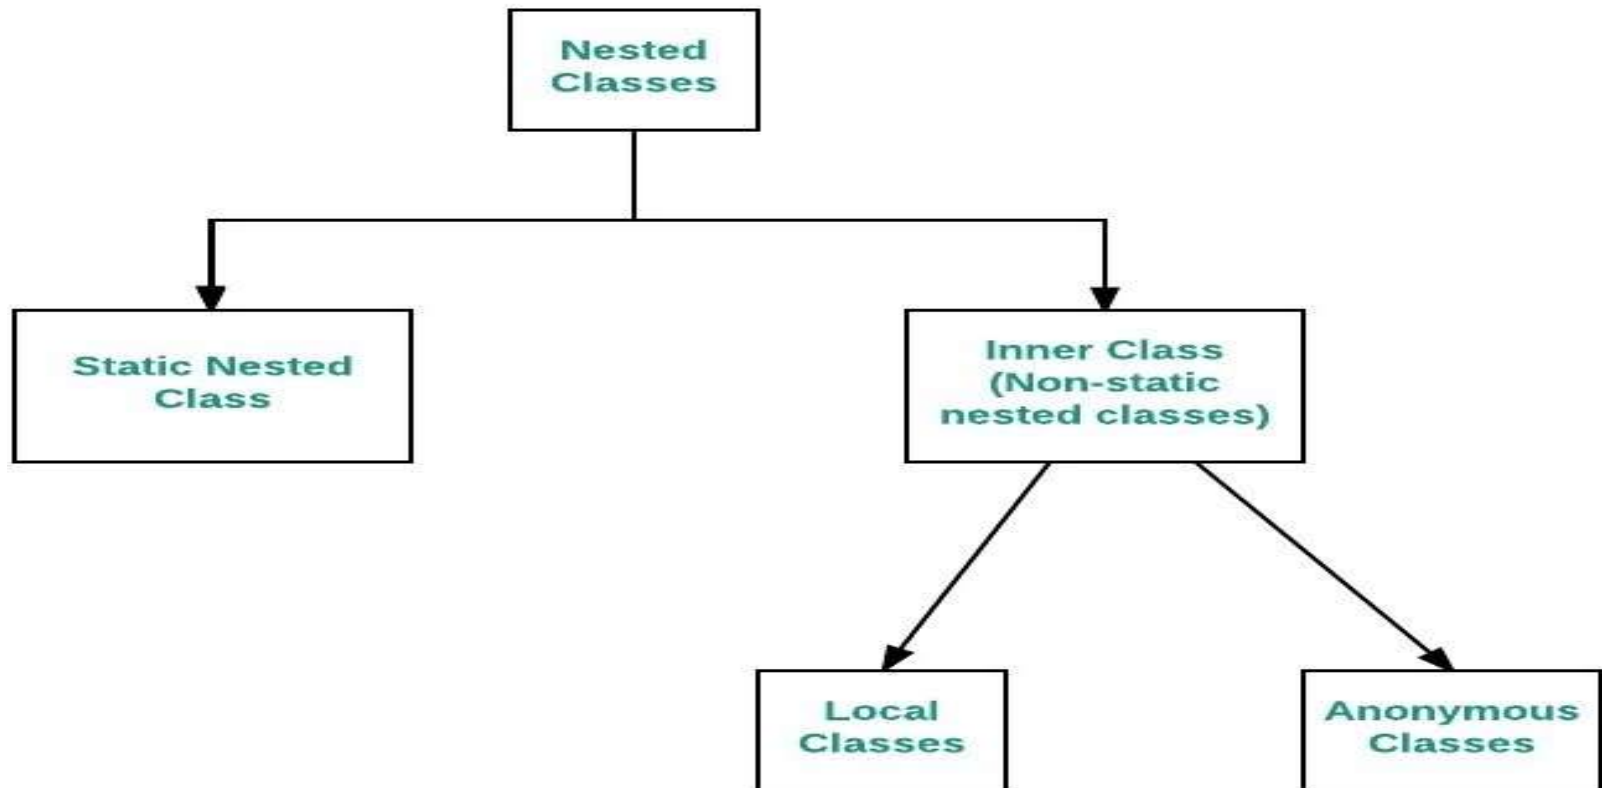 Nested
Classes
Static Nested
Class
Inner Class
(Non-static
nested classes)
Local
Classes
Anonymous
Classes